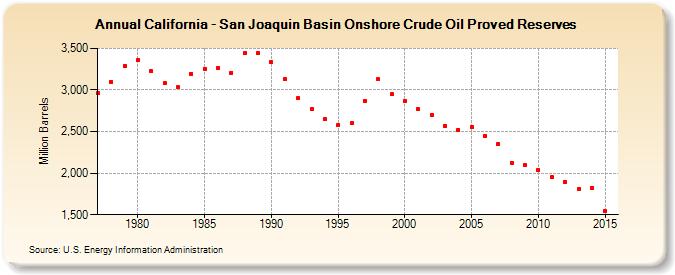 Annual California - San Joaquin Basin Onshore Crude Oil Proved Reserves
Million Barrels
3,500
3,000
2,500
2,000
1,500
1980 1985 1990 1995 2000 2005 2010 2015
Source: U.S. Energy Information Administration